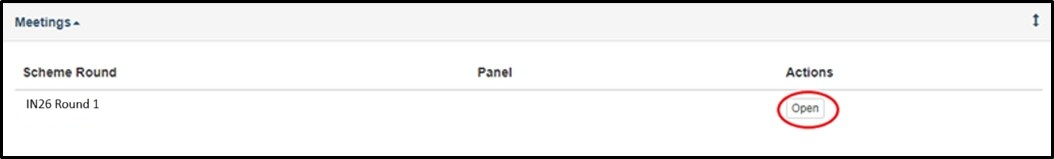 Meetings
Scheme Round Panel Actions
IN26 Round 1 Open